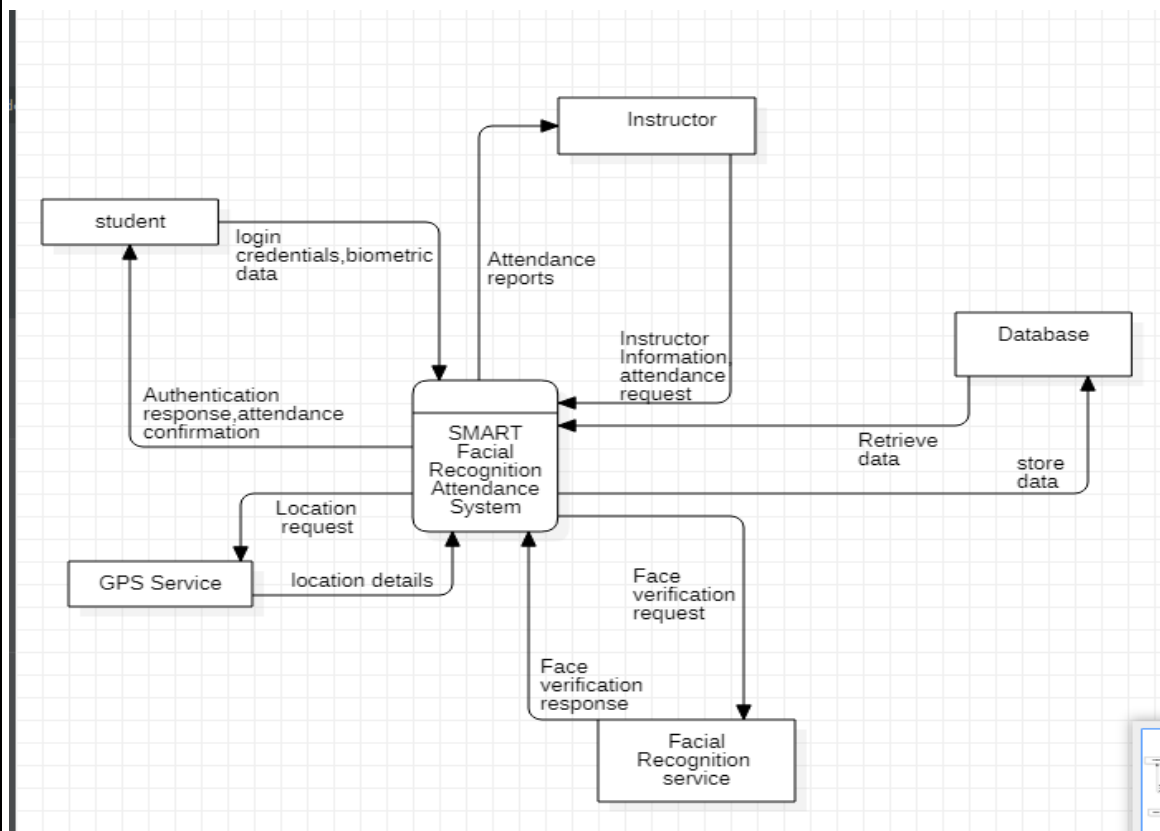 Instructor
student
login
credentials,biometric
data
Attendance
reports
Instructor
Information,
attendance
request
Database
Authentication
response,attendance
confirmation
SMART
Facial
Recognition
Attendance
System
Retrieve
data
store
data
Location
request
GPS Service
location details
Face
verification
request
Face
verification
response
Facial
Recognition
service